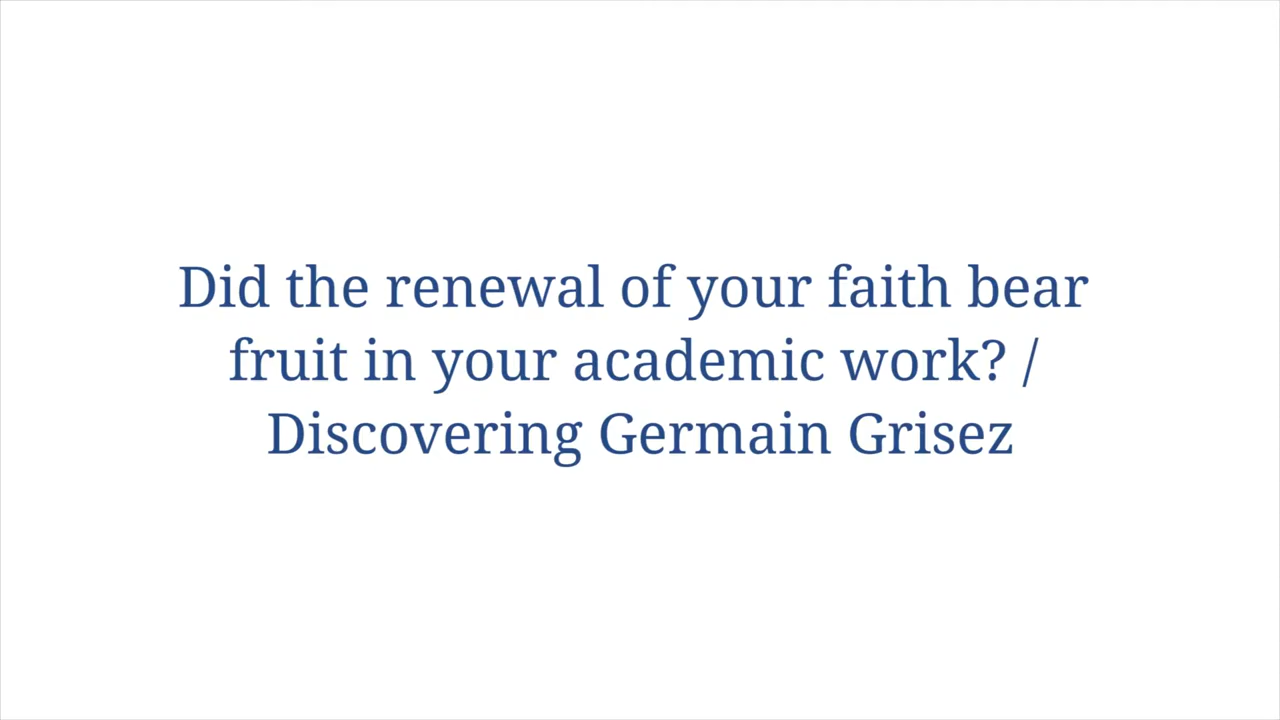 Did the renewal of your faith bear
fruit in your academic work? /
Discovering Germain Grisez